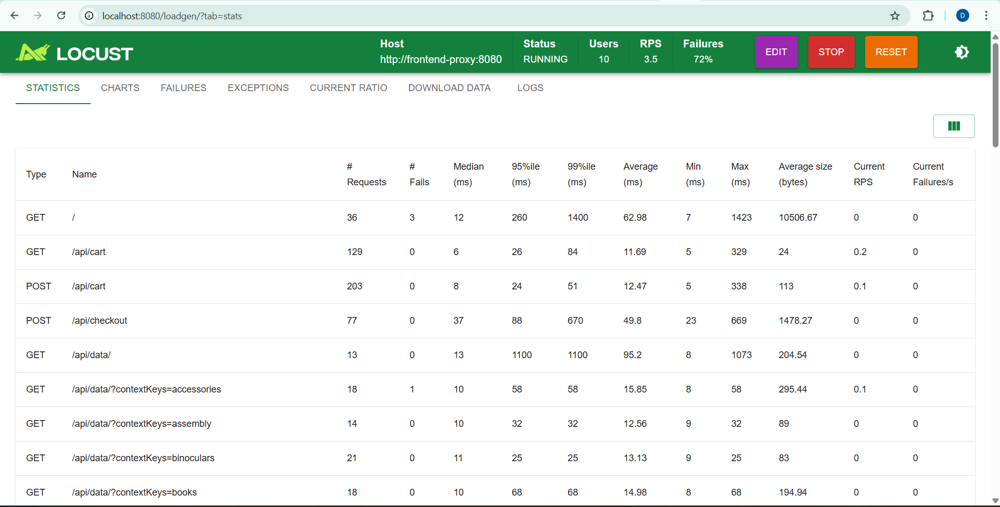 localhost:8080/loadgen/?tab=stats
D
LOCUST
Host
http://frontend-proxy:8080
Status
RUNNING
Users
10
RPS
3.5
Failures
72%
EDIT
STOP
RESET
STATISTICS CHARTS FAILURES EXCEPTIONS CURRENT RATIO DOWNLOAD DATA LOGS
Type Name # Requests # Fails Median (ms) 95%ile (ms) 99%ile (ms) Average (ms) Min (ms) Max (ms) Average size (bytes) Current RPS Current Failures/s
GET / 36 3 12 260 1400 62.98 7 1423 10506.67 0 0
GET /api/cart 129 0 6 26 84 11.69 5 329 24 0.2 0
POST /api/cart 203 0 8 24 51 12.47 5 338 113 0.1 0
POST /api/checkout 77 0 37 88 670 49.8 23 669 1478.27 0 0
GET /api/data/ 13 0 13 1100 1100 95.2 8 1073 204.54 0 0
GET /api/data/?contextKeys=accessories 18 1 10 58 58 15.85 8 58 295.44 0.1 0
GET /api/data/?contextKeys=assembly 14 0 10 32 32 12.56 9 32 89 0 0
GET /api/data/?contextKeys=binoculars 21 0 11 25 25 13.13 9 25 83 0 0
GET /api/data/?contextKeys=books 18 0 10 68 68 14.98 8 68 194.94 0 0